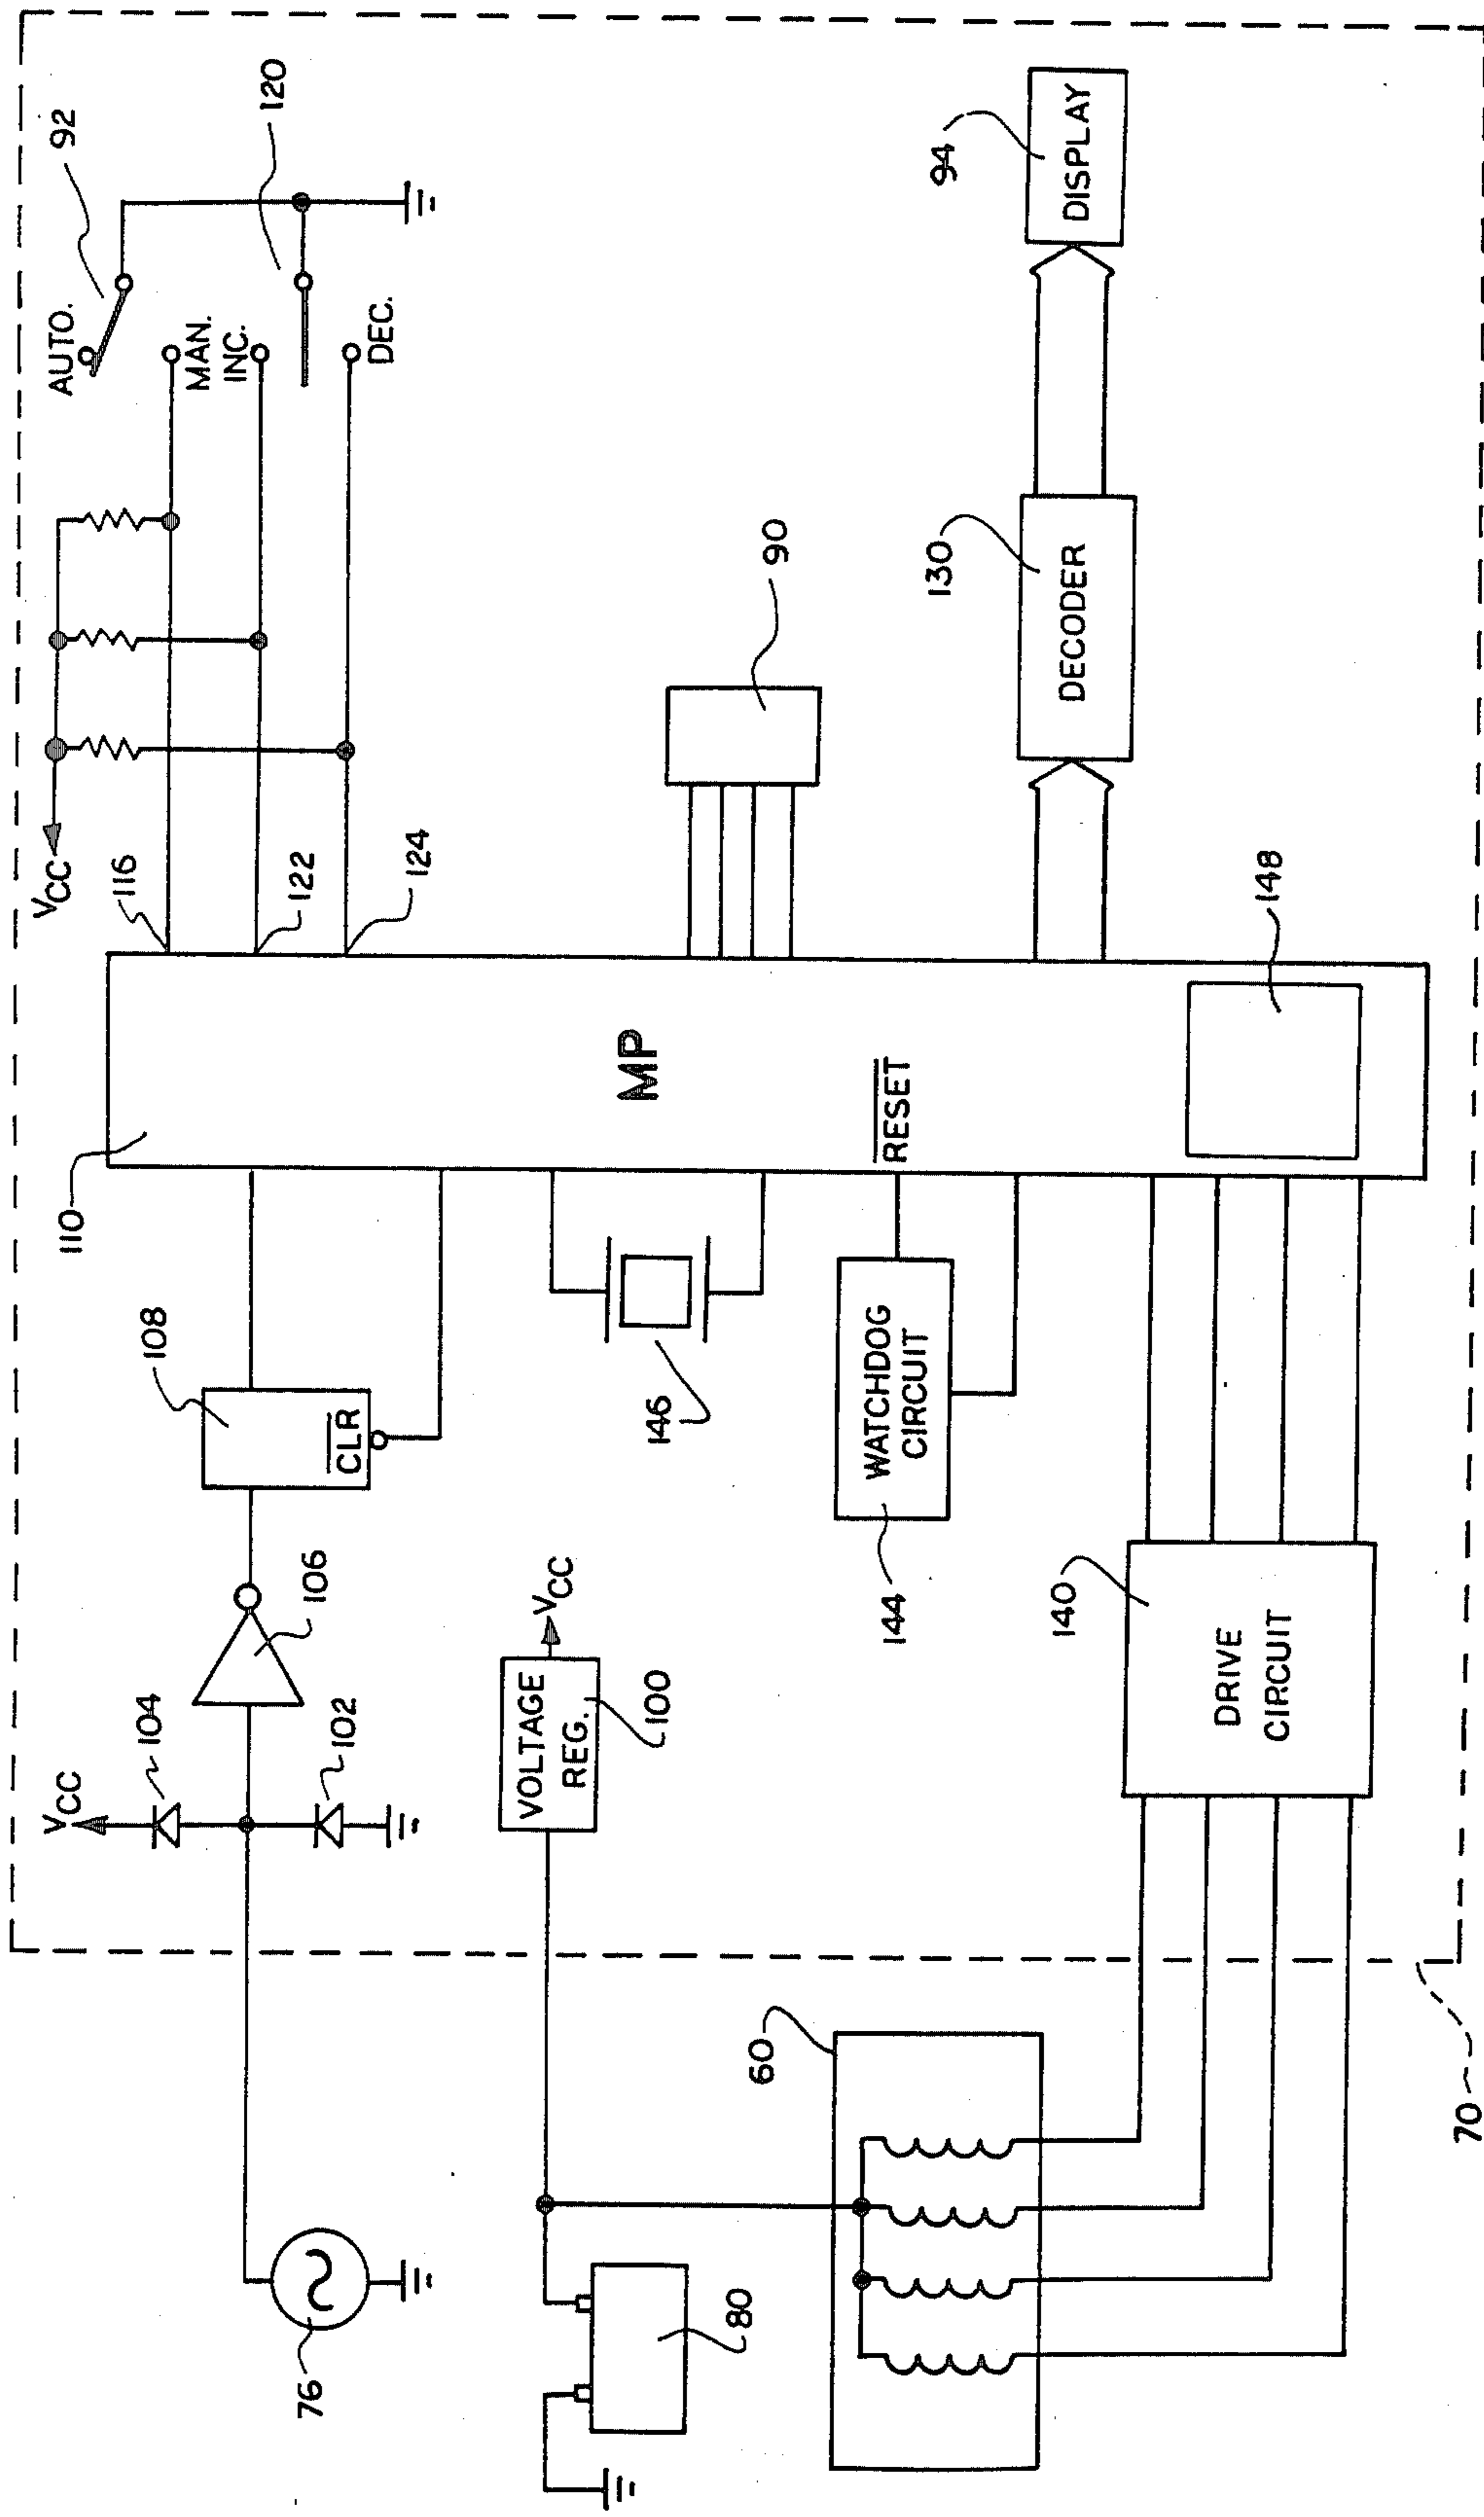 76
VCC
104
102
106
108
CLR
110
VCC
116
122
124
AUTO.
92
MAN.
INC.
120
DEC.
80
VOLTAGE
REG.
100
VCC
146
MP
90
60
WATCHDOG
CIRCUIT
144
RESET
130
DECODER
94
DISPLAY
140
DRIVE
CIRCUIT
148
70